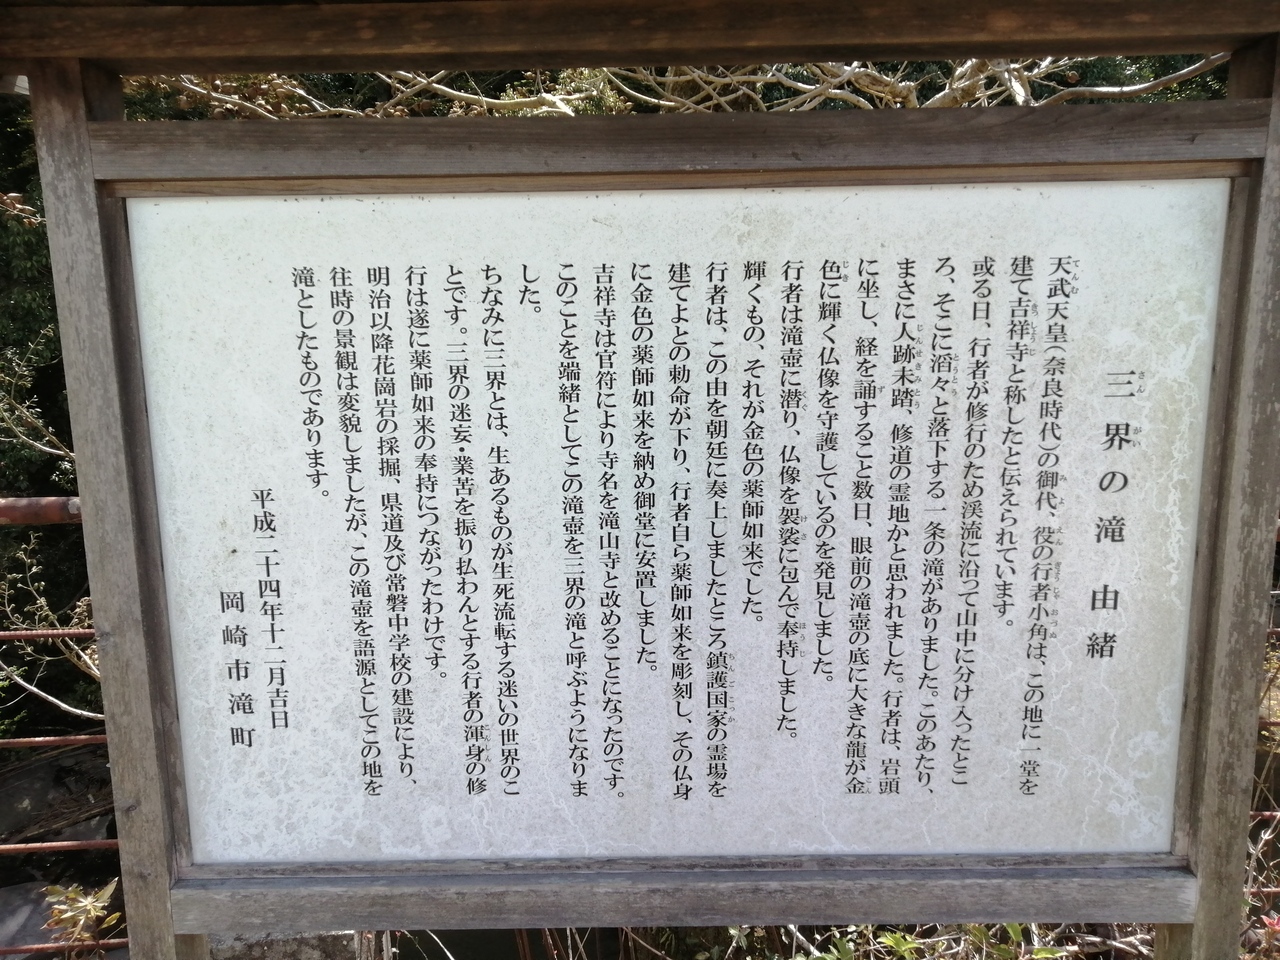 三界の滝 由緒
天武天皇(奈良時代)の御代、役の行者小角は、この地に一堂を
建て吉祥寺と称したと伝えられています。
或る日、行者が修行のため渓流に沿って山中に分け入ったとこ
ろ、そこに滔々と落下する一条の滝がありました。このあたり、
まさに人跡未踏、修道の霊地かと思われました。行者は、岩頭
に坐し、経を誦すること数日、眼前の滝壺の底に大きな龍が金
色に輝く仏像を守護しているのを発見しました。
行者は滝壺に潜り、仏像を袈裟に包んで奉持しました。
輝くもの、それが金色の薬師如来でした。
行者は、この由を朝廷に奏上しましたところ鎮護国家の霊場を
建てよとの勅命が下り、行者自ら薬師如来を彫刻し、その仏身
に金色の薬師如来を納め御堂に安置しました。
吉祥寺は官符により寺名を滝山寺と改めることになったのです。
このことを端緒としてこの滝壺を三界の滝と呼ぶようになりま
した。
ちなみに三界とは、生あるものが生死流転する迷いの世界のこ
とです。三界の迷妄・業苦を振り払わんとする行者の渾身の修
行は遂に薬師如来の奉持につながったわけです。
明治以降花崗岩の採掘、県道及び常磐中学校の建設により、
往時の景観は変貌しましたが、この滝壺を語源としてこの地を
滝としたものであります。
平成二十四年十二月吉日
岡崎市滝町